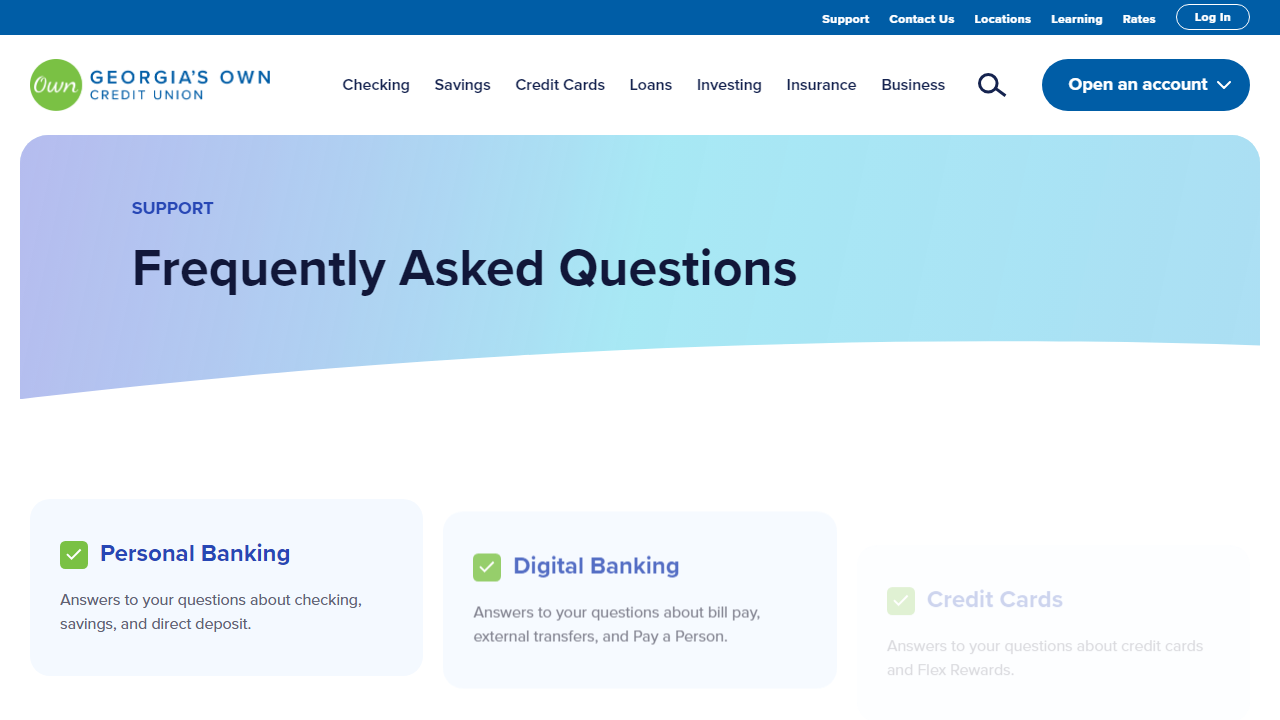 Support Contact Us Locations Learning Rates Log In
Own GEORGIA'S OWN
CREDIT UNION
Checking Savings Credit Cards Loans Investing Insurance Business Open an account
SUPPORT
Frequently Asked Questions
Personal Banking
Answers to your questions about checking,
savings, and direct deposit.
Digital Banking
Answers to your questions about bill pay,
external transfers, and Pay a Person.
Credit Cards
Answers to your questions about credit cards
and Flex Rewards.